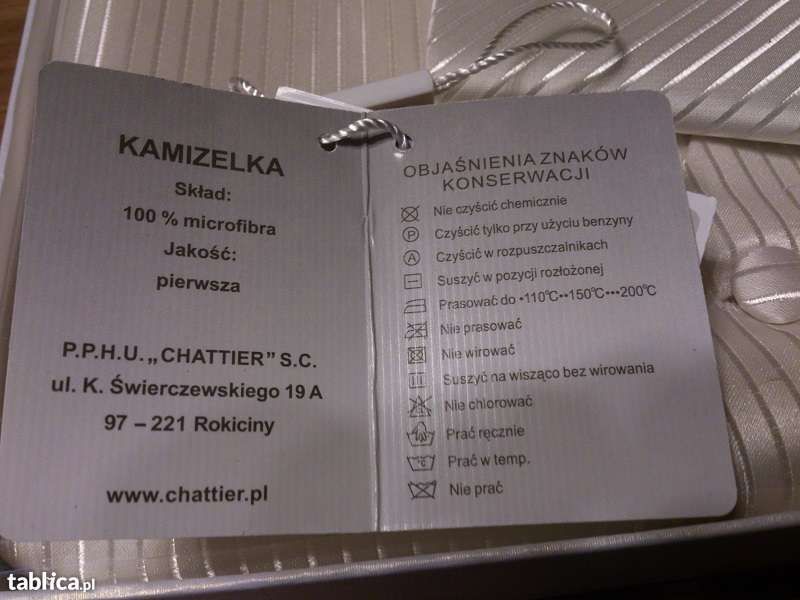 KAMIZELKA
Skład:
100 % microfibra
Jakość:
pierwsza
P.P.H.U. „CHATTIER” S.C.
ul. K. Świerczewskiego 19 A
97 – 221 Rokiciny
www.chattier.pl
OBJAŚNIENIA ZNAKÓW
KONSERWACJI
Nie czyścić chemicznie
P Czyścić tylko przy użyciu benzyny
A Czyścić w rozpuszczalnikach
Suszyć w pozycji rozłożonej
Prasować do •110°C••150°C•••200°C
Nie prasować
Nie wirować
Suszyć na wisząco bez wirowania
Nie chlorować
Prać ręcznie
°C Prać w temp.
Nie prać
tablica.pl